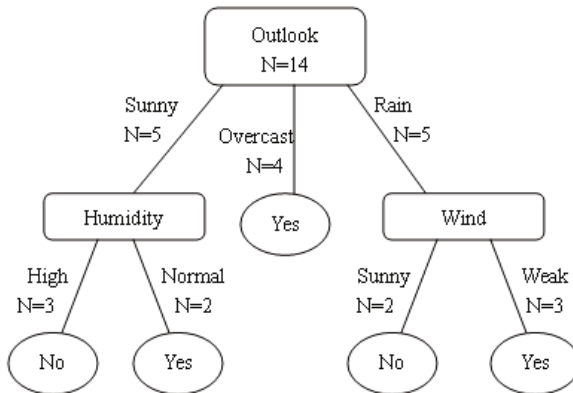 Outlook
N=14
Sunny
N=5
Overcast
N=4
Rain
N=5
Humidity
Yes
Wind
High
N=3
Normal
N=2
Sunny
N=2
Weak
N=3
No
Yes
No
Yes